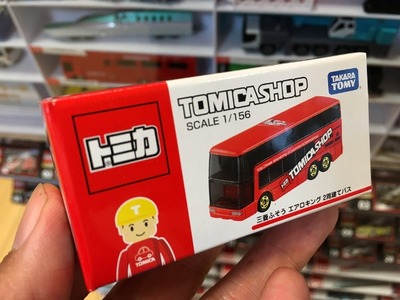 TOMICA SHOP
SCALE 1/156
TAKARA
TOMY
トミカ
TOMICA SHOP
TOMICA
三菱ふそう エアロキング 2階建てバス